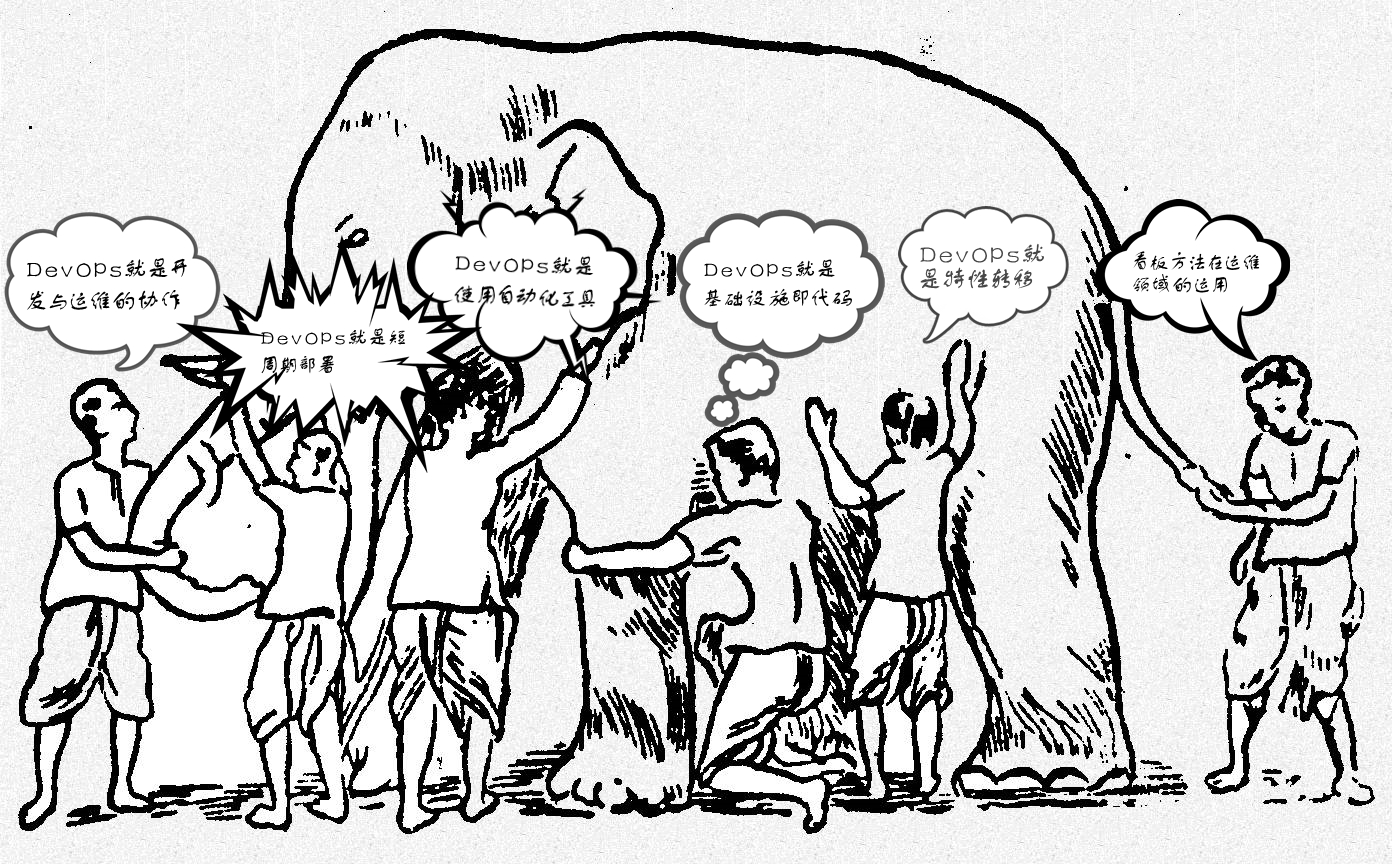 DevOps就是开
发与运维的协作
DevOps就是短
周期部署
DevOps就是
使用自动化工具
DevOps就是
基础设施即代码
DevOps就
是特性转移
看板方法在运维
领域的运用